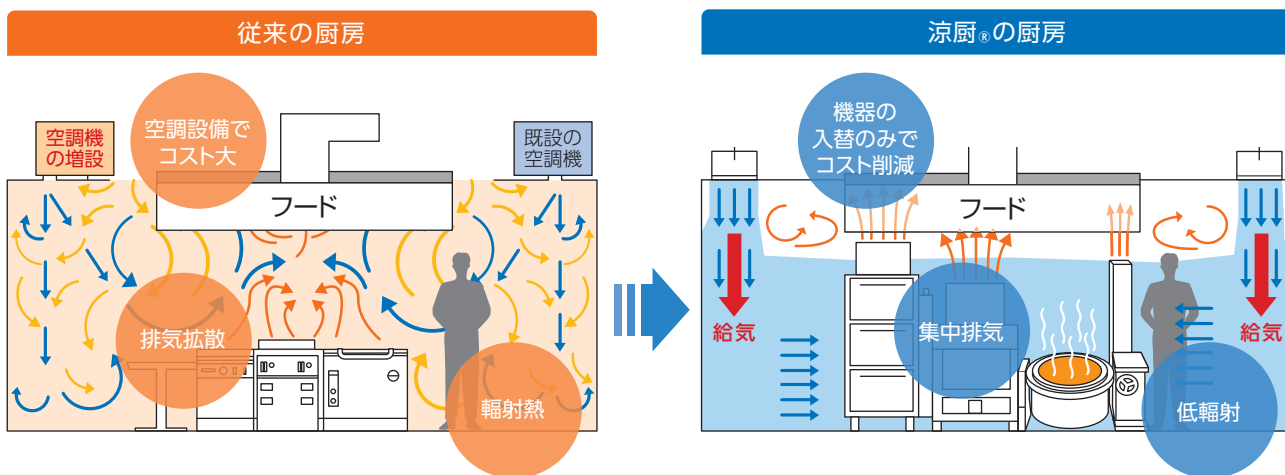 従来の厨房
空調機
の増設
空調設備で
コスト大
既設の
空調機
フード
排気拡散
輻射熱
涼厨®の厨房
機器の
入替のみで
コスト削減
フード
給気
集中排気
給気
低輻射